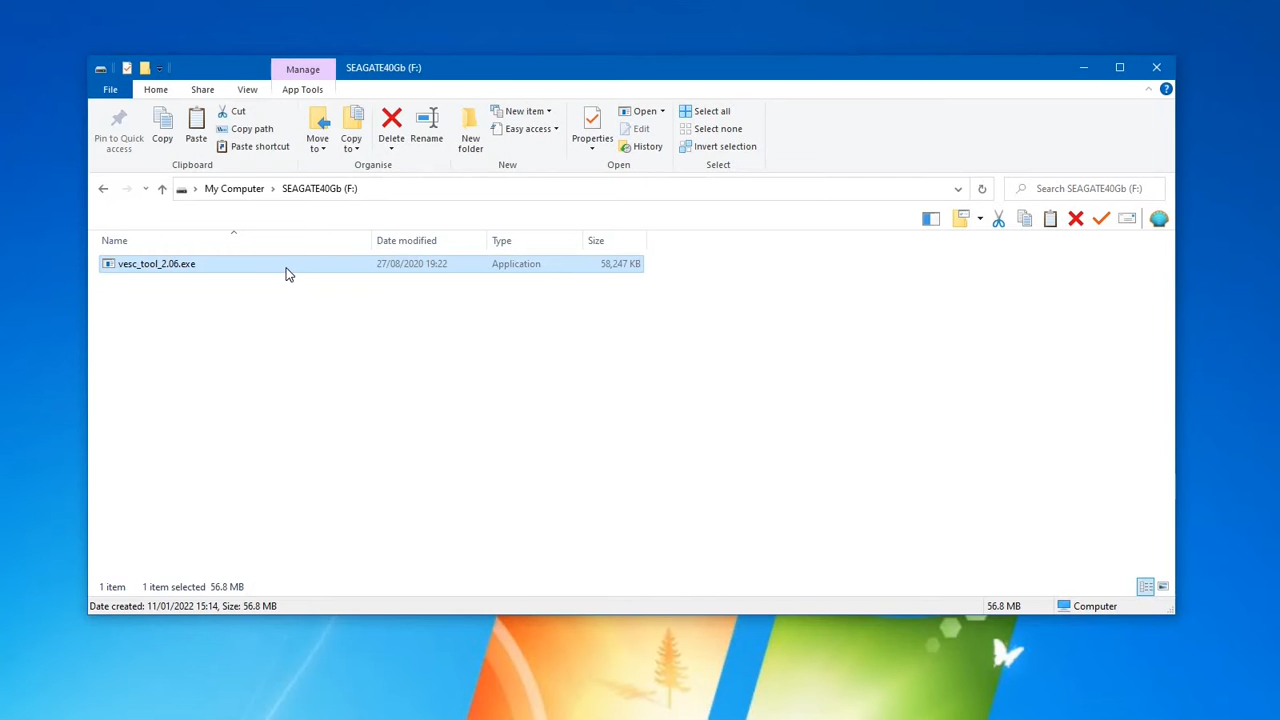 Manage
SEAGATE40Gb (F:)
File
Home
Share
View
App Tools
Pin to Quick access
Copy
Paste
Cut
Copy path
Paste shortcut
Clipboard
Move to
Copy to
Delete
Rename
Organise
New folder
New item
Easy access
New
Properties
Open
Edit
History
Open
Select all
Select none
Invert selection
Select
My Computer
SEAGATE40Gb (F:)
Search SEAGATE40Gb (F:)
Name
Date modified
Type
Size
vesc_tool_2.06.exe
27/08/2020 19:22
Application
58,247 KB
1 item
1 item selected 56.8 MB
Date created: 11/01/2022 15:14, Size: 56.8 MB
56.8 MB
Computer